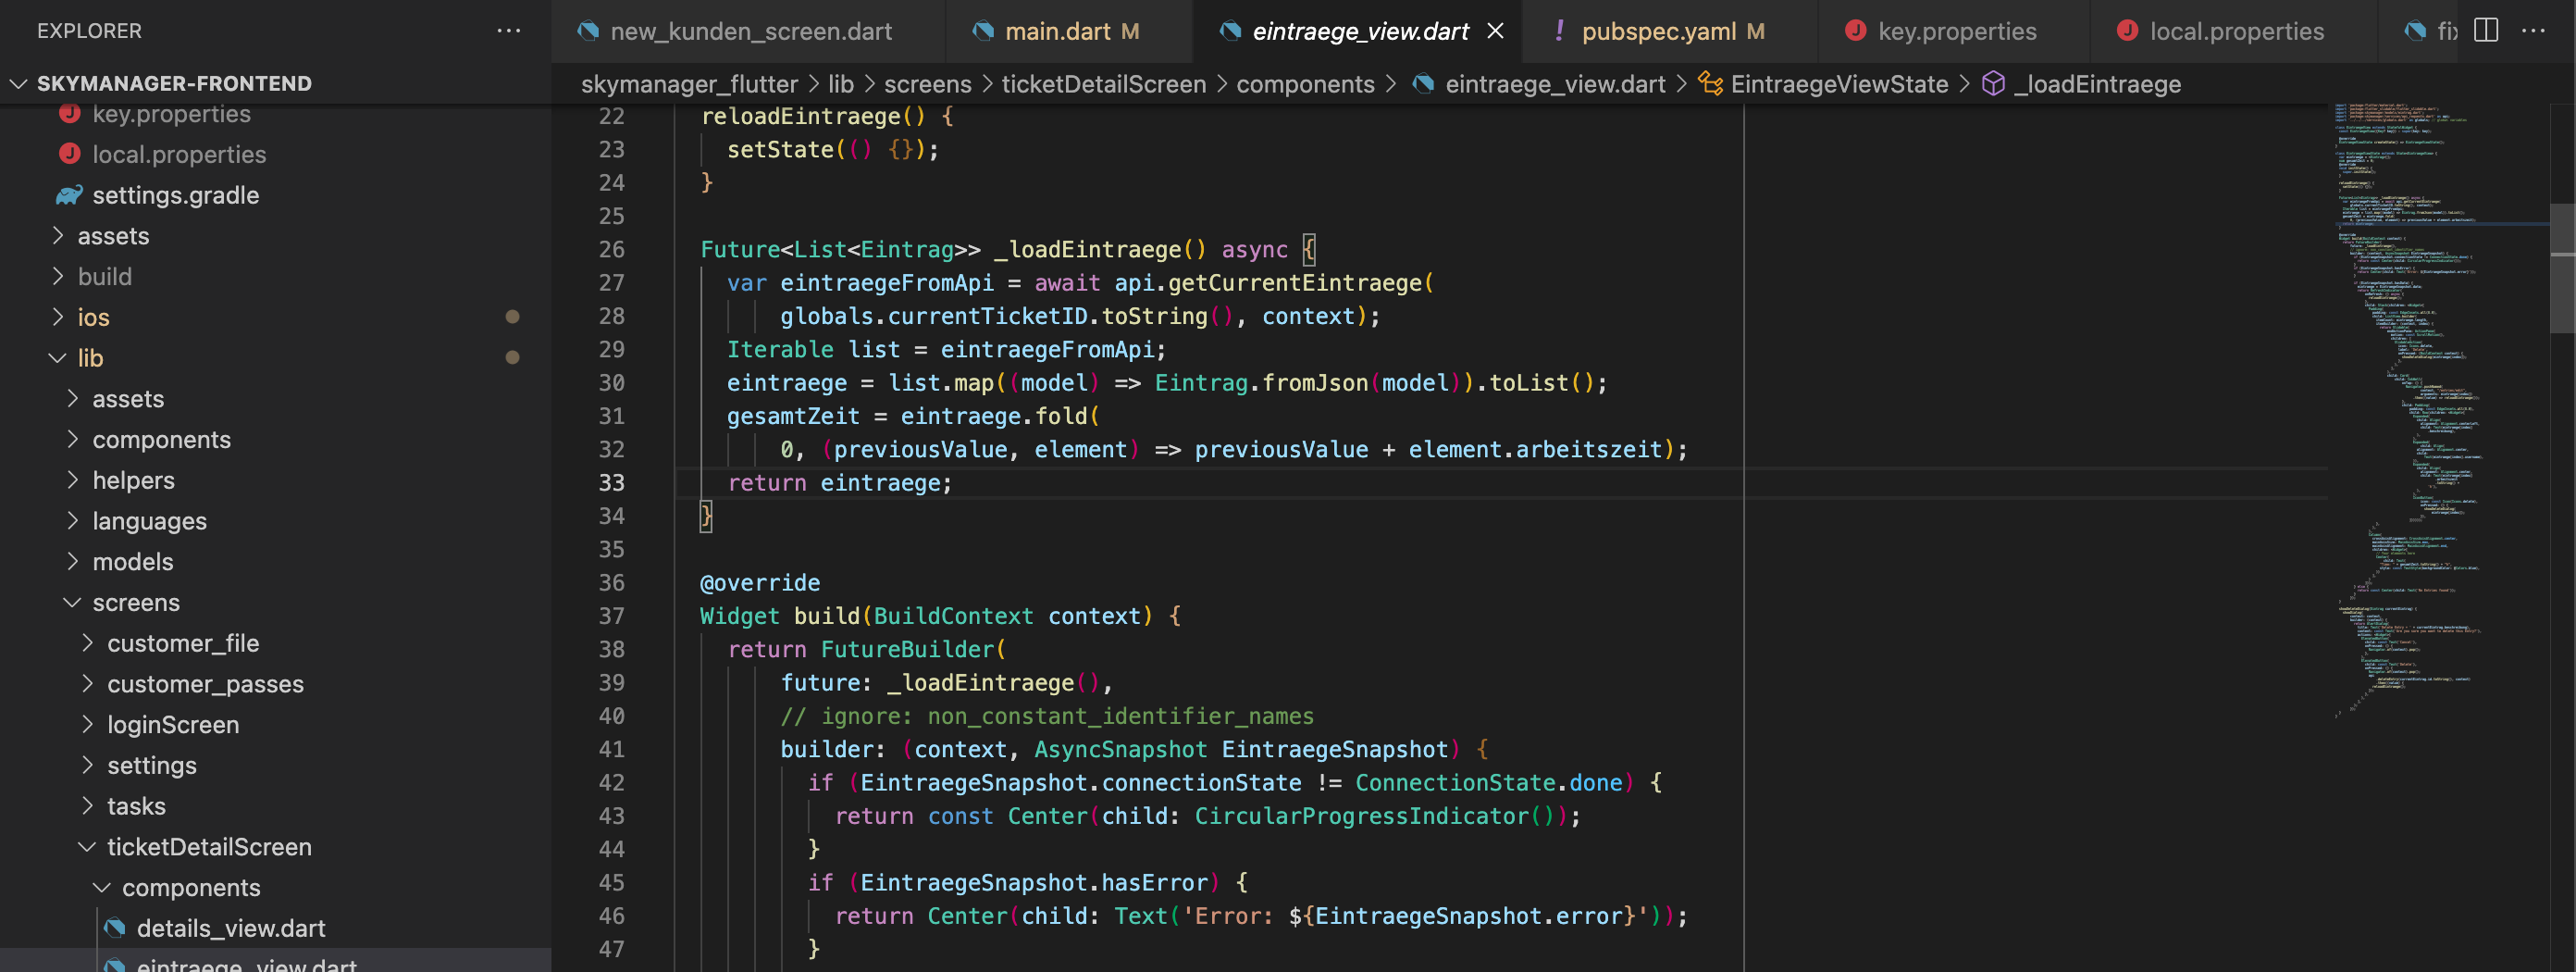 EXPLORER
SKYMANAGER-FRONTEND
key.properties
local.properties
settings.gradle
assets
build
ios
lib
assets
components
helpers
languages
models
screens
customer_file
customer_passes
loginScreen
settings
tasks
ticketDetailScreen
components
details_view.dart
eintraege_view.dart
new_kunden_screen.dart main.dart M eintraege_view.dart pubspec.yaml M key.properties local.properties
skymanager_flutter > lib > screens > ticketDetailScreen > components > eintraege_view.dart > EintraegeViewState > _loadEintraege
22 reloadEintraege() {
23 setState(() {});
24 }
25
26 Future<List<Eintrag>> _loadEintraege() async {
27 var eintraegeFromApi = await api.getCurrentEintraege(
28 globals.currentTicketID.toString(), context);
29 Iterable list = eintraegeFromApi;
30 eintraege = list.map((model) => Eintrag.fromJson(model)).toList();
31 gesamtZeit = eintraege.fold(
32 0, (previousValue, element) => previousValue + element.arbeitszeit);
33 return eintraege;
34 }
35
36 @override
37 Widget build(BuildContext context) {
38 return FutureBuilder(
39 future: _loadEintraege(),
40 // ignore: non_constant_identifier_names
41 builder: (context, AsyncSnapshot EintraegeSnapshot) {
42 if (EintraegeSnapshot.connectionState != ConnectionState.done) {
43 return const Center(child: CircularProgressIndicator());
44 }
45 if (EintraegeSnapshot.hasError) {
46 return Center(child: Text('Error: ${EintraegeSnapshot.error}'));
47 }